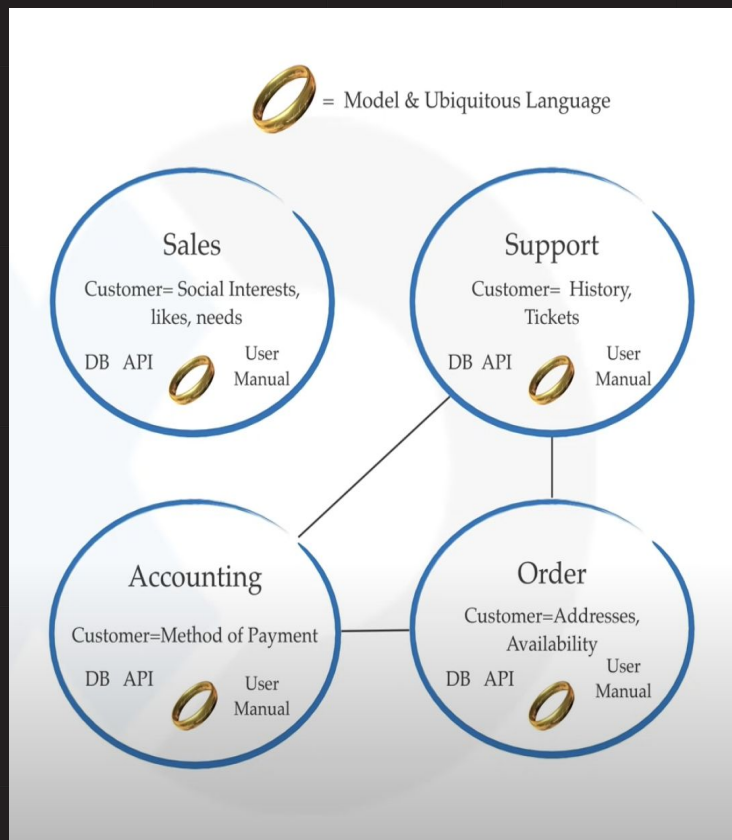 = Model & Ubiquitous Language
Sales
Customer= Social Interests,
likes, needs
DB API
User
Manual
Support
Customer= History,
Tickets
DB API
User
Manual
Accounting
Customer=Method of Payment
DB API
User
Manual
Order
Customer=Addresses,
Availability
DB API
User
Manual